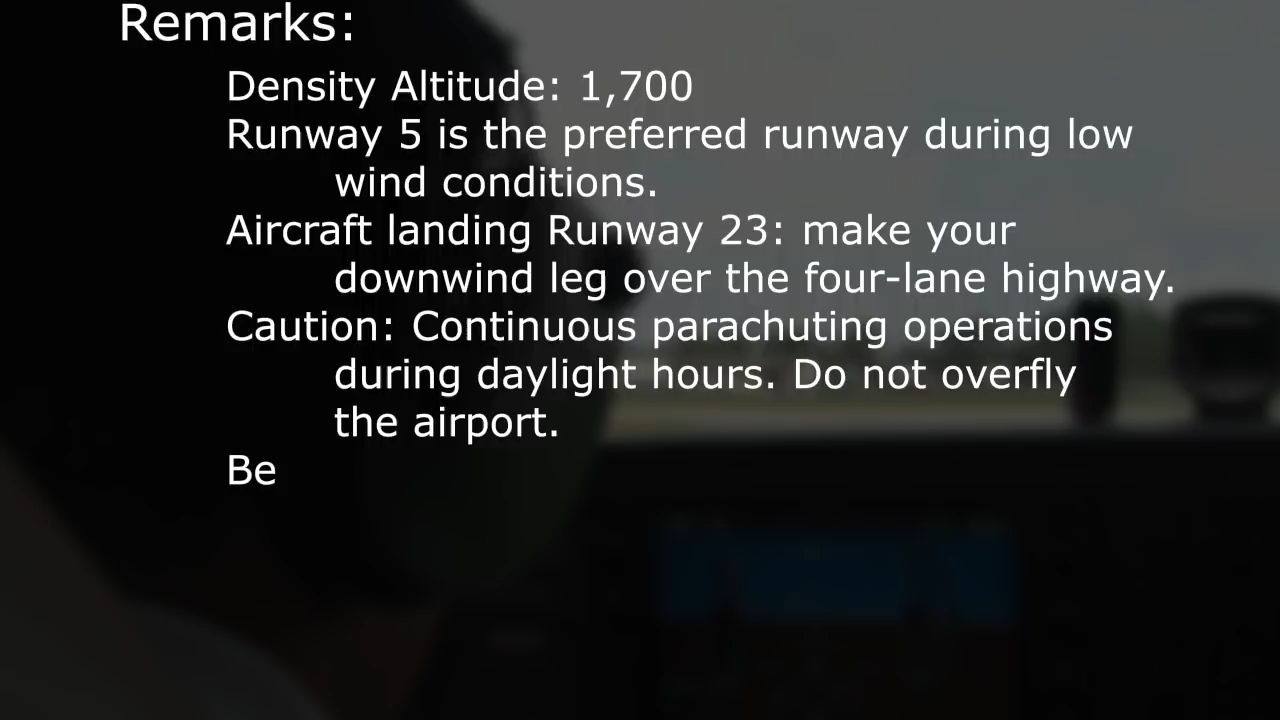 Remarks:
Density Altitude: 1,700
Runway 5 is the preferred runway during low
wind conditions.
Aircraft landing Runway 23: make your
downwind leg over the four-lane highway.
Caution: Continuous parachuting operations
during daylight hours. Do not overfly
the airport.
Be